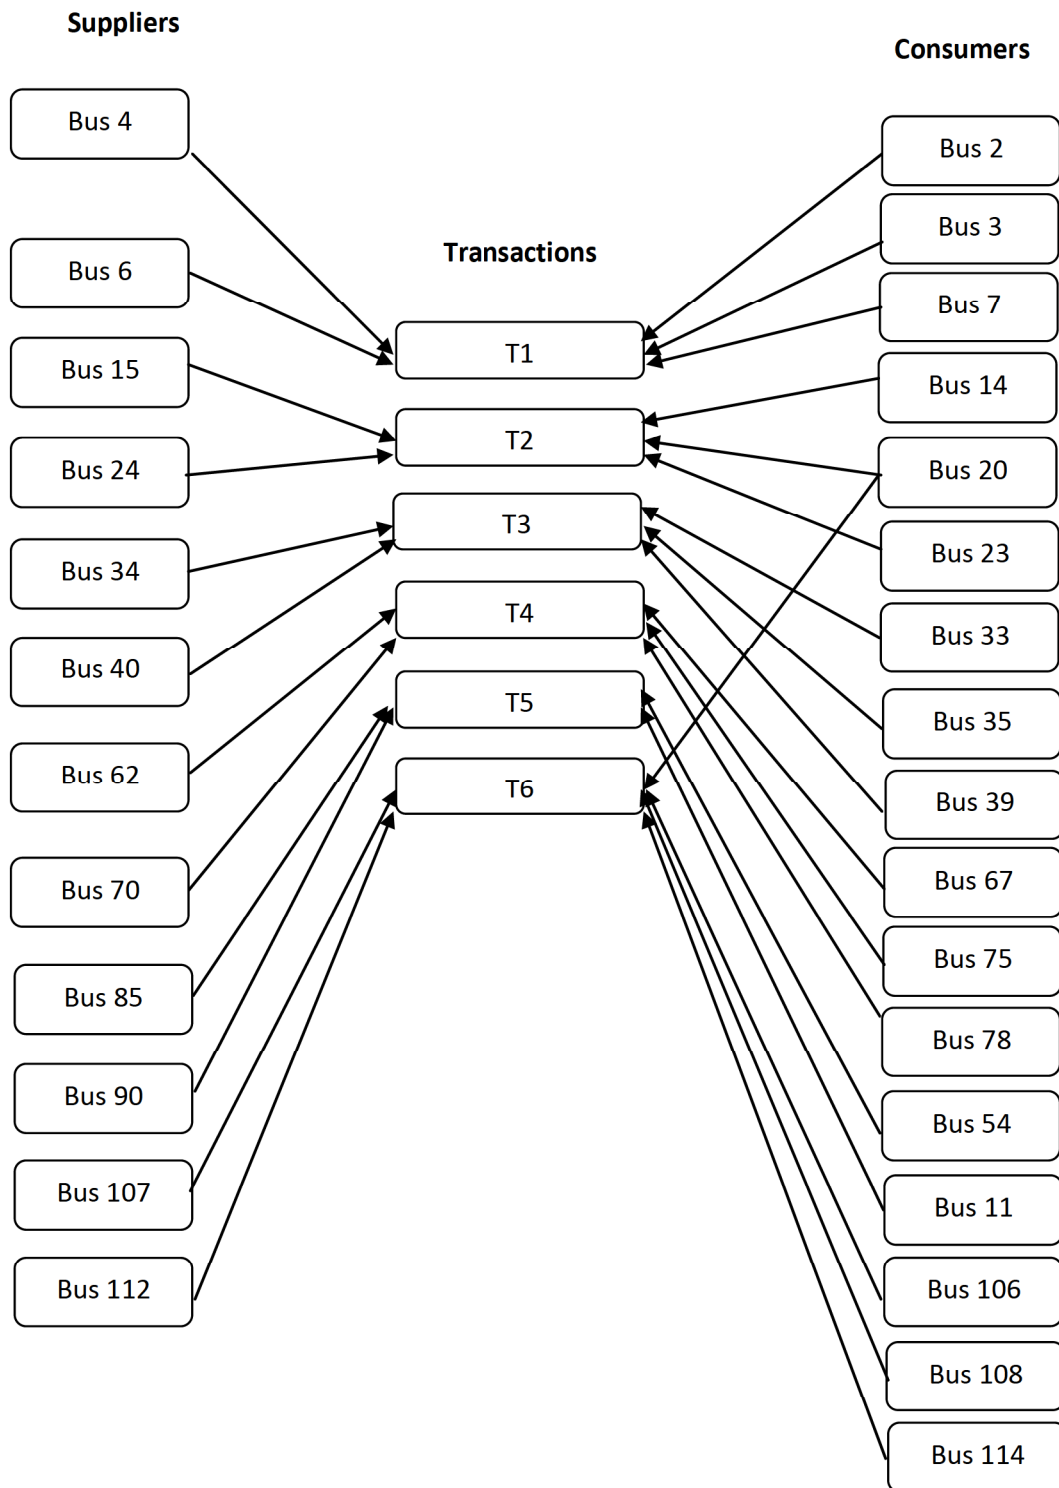 Suppliers
Bus 4
Bus 6
Bus 15
Bus 24
Bus 34
Bus 40
Bus 62
Bus 70
Bus 85
Bus 90
Bus 107
Bus 112
Transactions
T1
T2
T3
T4
T5
T6
Consumers
Bus 2
Bus 3
Bus 7
Bus 14
Bus 20
Bus 23
Bus 33
Bus 35
Bus 39
Bus 67
Bus 75
Bus 78
Bus 54
Bus 11
Bus 106
Bus 108
Bus 114